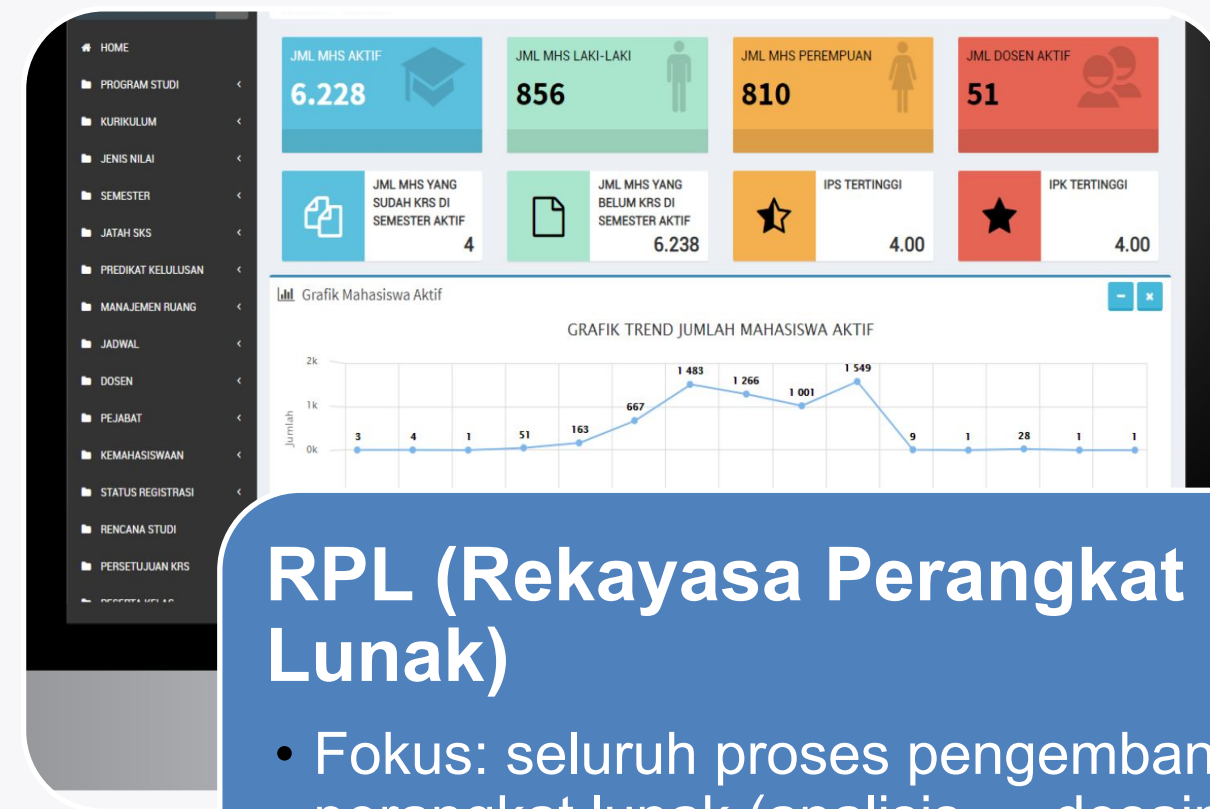 HOME
PROGRAM STUDI
KURIKULUM
JENIS NILAI
SEMESTER
JATAH SKS
PREDIKAT KELULUSAN
MANAJEMEN RUANG
JADWAL
DOSEN
PEJABAT
KEMAHASISWAAN
STATUS REGISTRASI
RENCANA STUDI
PERSETUJUAN KRS
JML MHS AKTIF
6.228
JML MHS LAKI-LAKI
856
JML MHS PEREMPUAN
810
JML DOSEN AKTIF
51
JML MHS YANG
SUDAH KRS DI
SEMESTER AKTIF
4
JML MHS YANG
BELUM KRS DI
SEMESTER AKTIF
6.238
IPS TERTINGGI
4.00
IPK TERTINGGI
4.00
Grafik Mahasiswa Aktif
GRAFIK TREND JUMLAH MAHASISWA AKTIF
Jumlah
2k
1k
0k
3 4 1 51 163 667 1 483 1 266 1 001 1 549 9 1 28 1 1
RPL (Rekayasa Perangkat
Lunak)
• Fokus: seluruh proses pengemban
perangkat lunak (analisis